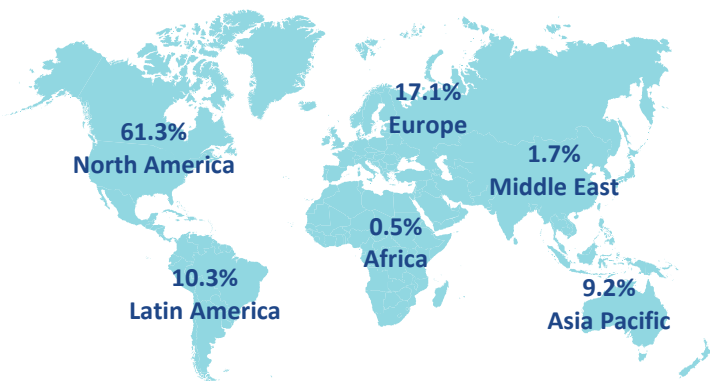 17.1%
Europe
61.3%
North America
1.7%
Middle East
0.5%
Africa
10.3%
Latin America
9.2%
Asia Pacific